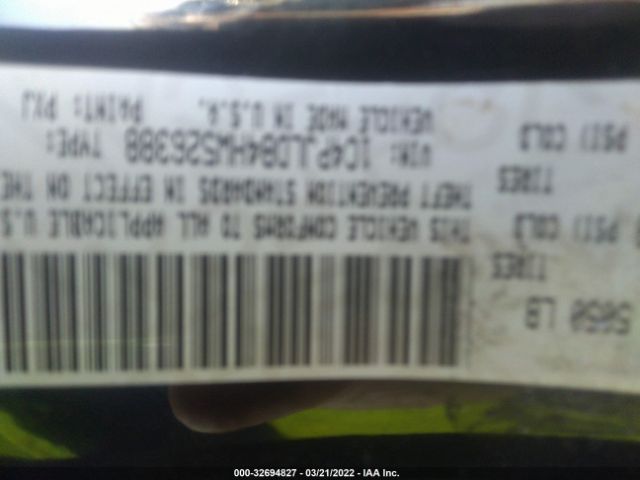 5650 LB
TIRES
PSI) COLD
TIRES
PSI) COLD
THIS VEHICLE CONFORMS TO ALL APPLICABLE U.S
THEFT PREVENTION STANDARDS IN EFFECT ON THE
VIN: 1C4PJLDB4HW526388 TYPE:
VEHICLE MADE IN U.S.A. PAINT: PXJ
000-32694827 - 03/21/2022 - IAA Inc.